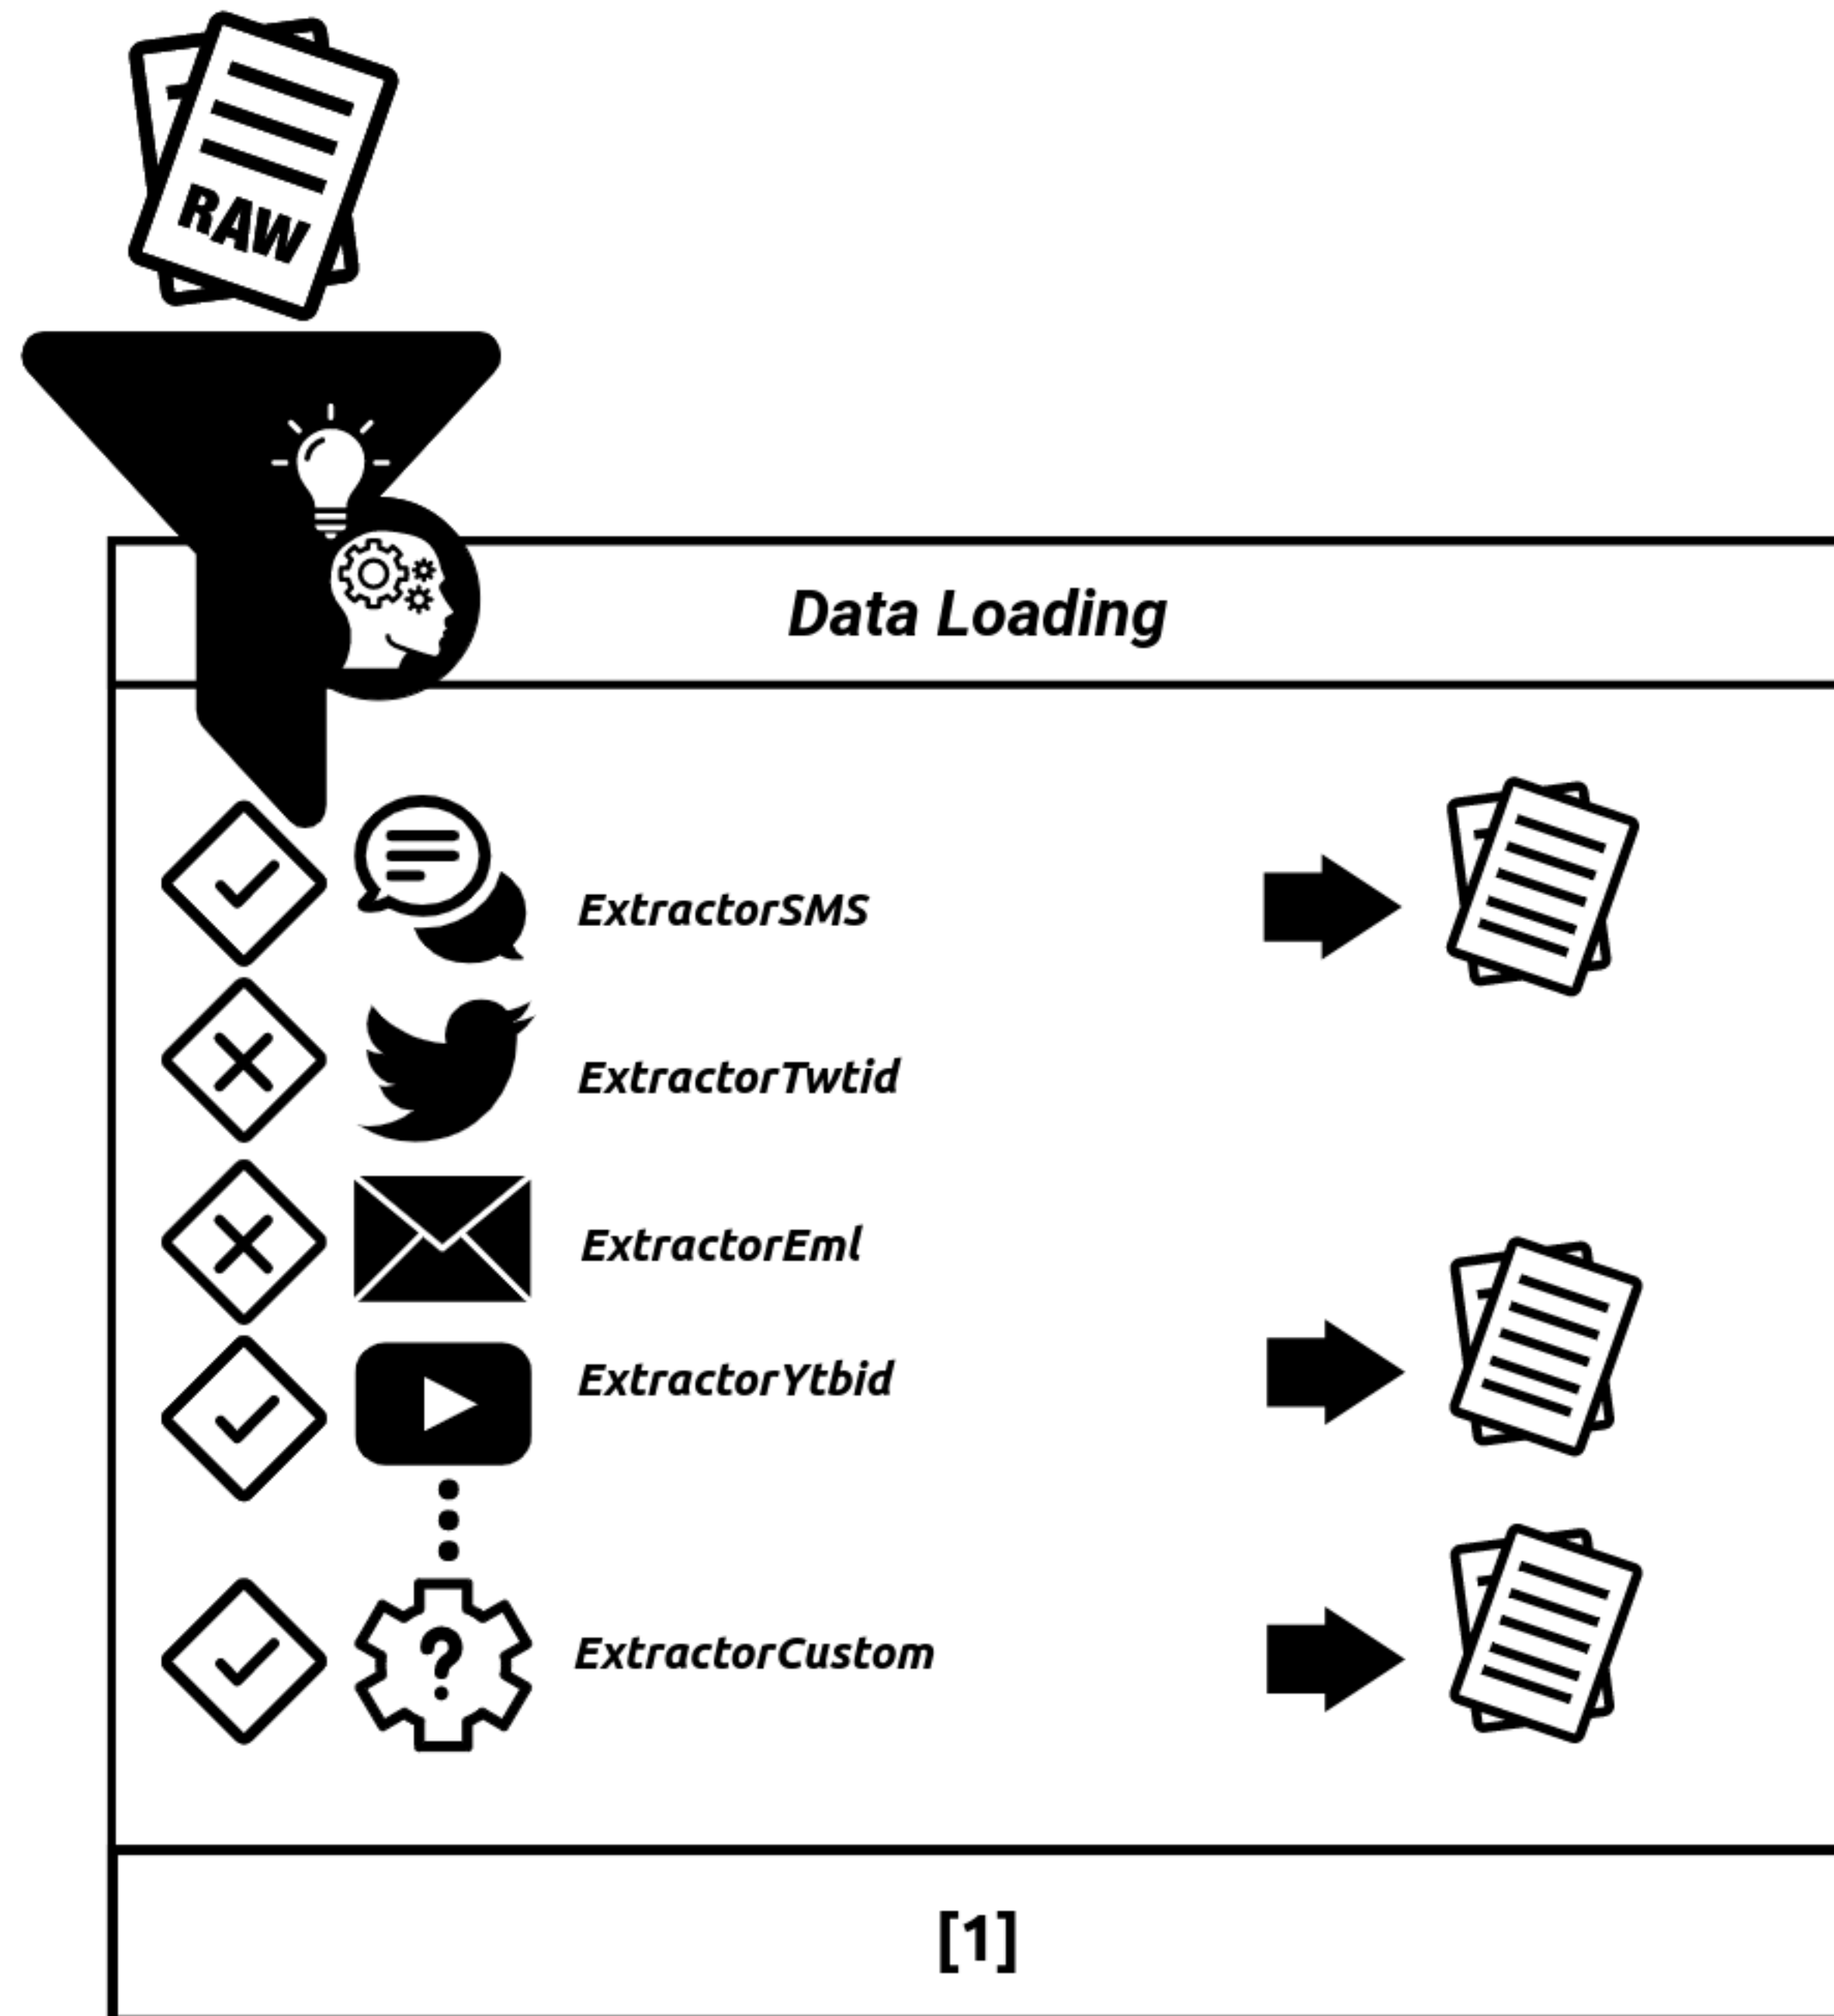 RAW
Data Loading
ExtractorSMS
ExtractorTwtid
ExtractorEml
ExtractorYtbid
?
ExtractorCustom
[1]